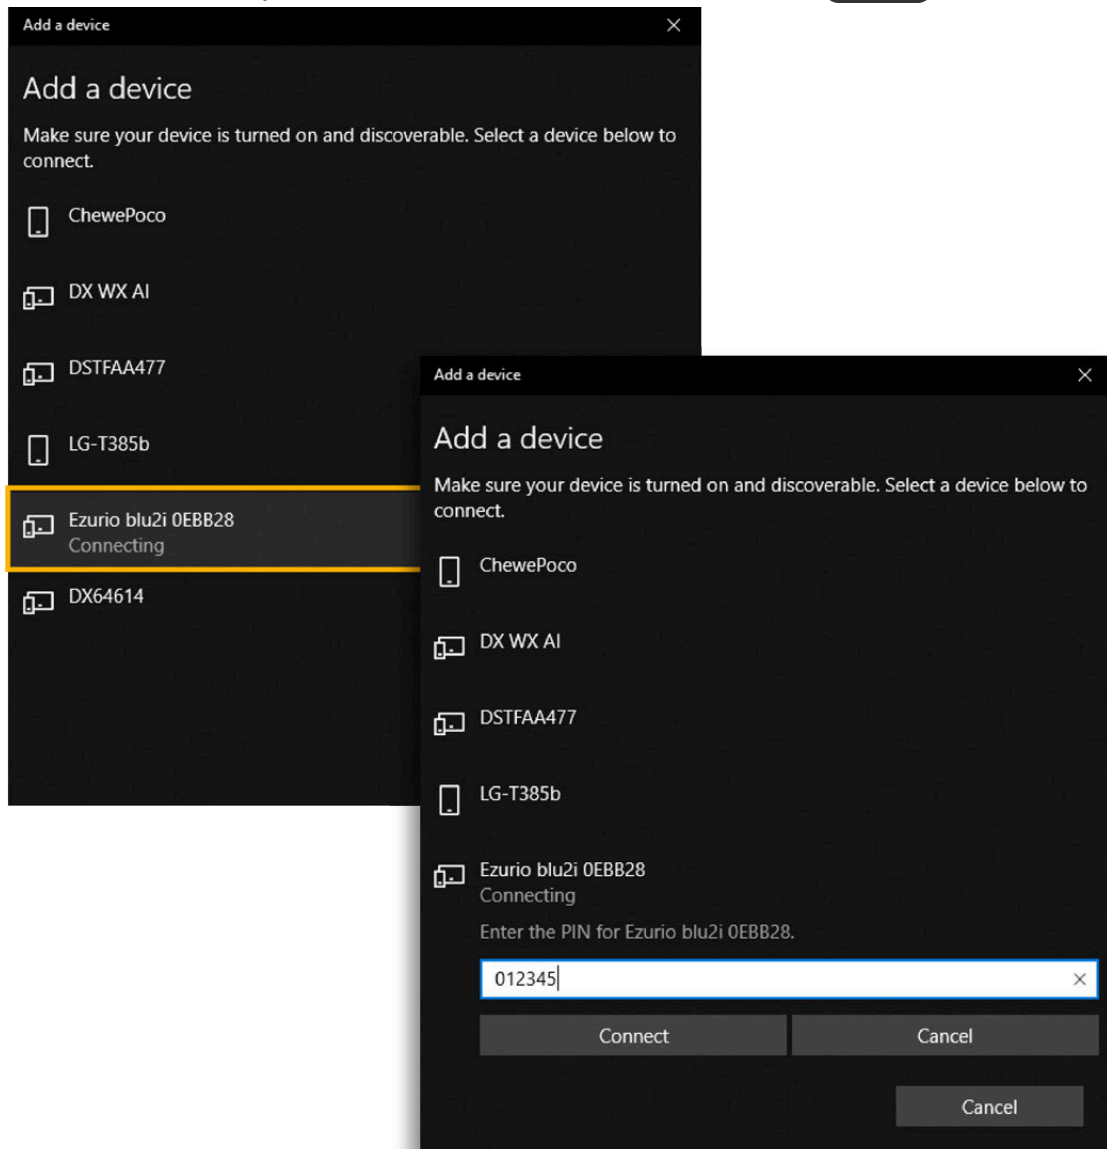 Add a device
Add a device
Make sure your device is turned on and discoverable. Select a device below to
connect.
ChewePoco
DX WX AI
DSTFAA477
LG-T385b
Ezurio blu2i 0EBB28
Connecting
DX64614
Add a device
Add a device
Make sure your device is turned on and discoverable. Select a device below to
connect.
ChewePoco
DX WX AI
DSTFAA477
LG-T385b
Ezurio blu2i 0EBB28
Connecting
Enter the PIN for Ezurio blu2i 0EBB28.
012345
Connect Cancel
Cancel